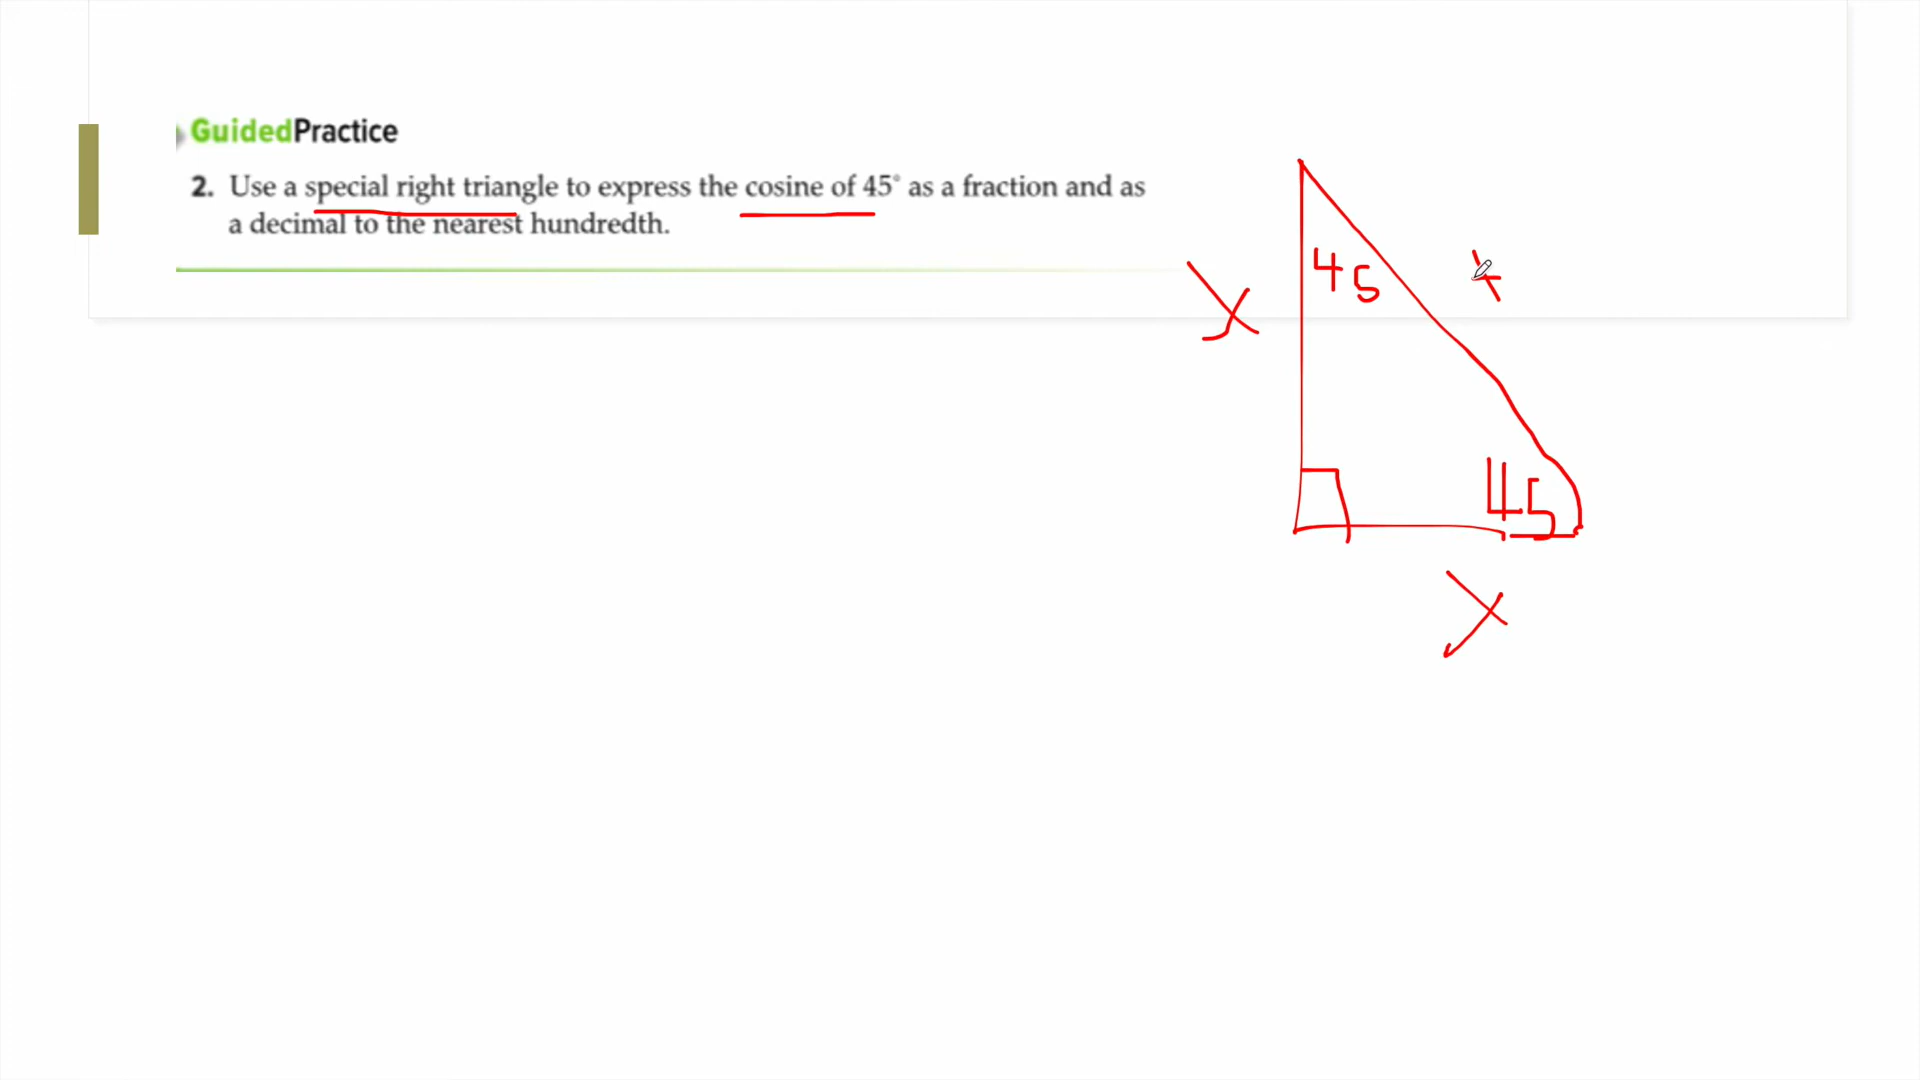 GuidedPractice
2. Use a special right triangle to express the cosine of 45° as a fraction and as
a decimal to the nearest hundredth.
45
x
45
x